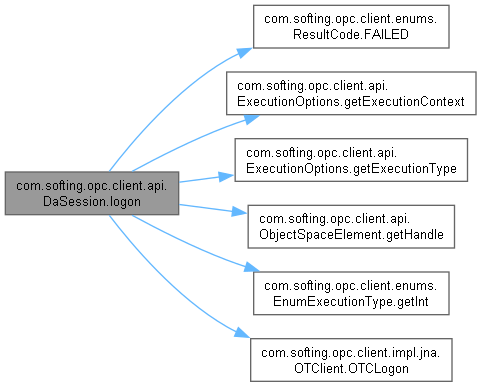 com.softing.opc.client.enums.
ResultCode.FAILED
com.softing.opc.client.api.
ExecutionOptions.getExecutionContext
com.softing.opc.client.api.
ExecutionOptions.getExecutionType
com.softing.opc.client.api.
DaSession.logon
com.softing.opc.client.api.
ObjectSpaceElement.getHandle
com.softing.opc.client.enums.
EnumExecutionType.getInt
com.softing.opc.client.impl.jna.
OTClient.OTCLogon